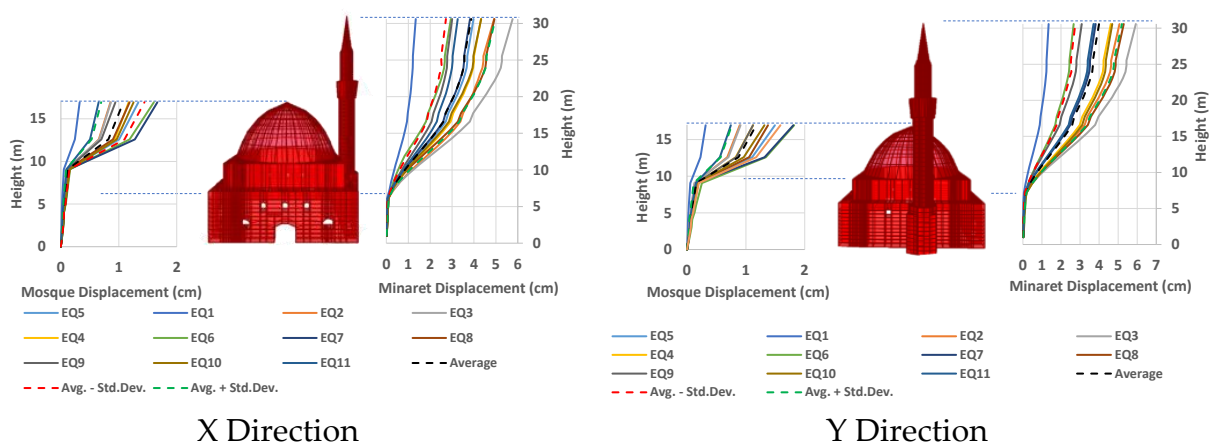 Height (m)
15
10
5
0
0 1 2
Mosque Displacement (cm)
30
25
20
15
10
5
0
Height (m)
0 1 2 3 4 5 6
Minaret Displacement (cm)
EQ5 EQ1 EQ2 EQ3
EQ4 EQ6 EQ7 EQ8
EQ9 EQ10 EQ11 Average
Avg. - Std.Dev. Avg. + Std.Dev.
X Direction
Height (m)
15
10
5
0
0 1 2
Mosque Displacement (cm)
30
25
20
15
10
5
0
Height (m)
0 1 2 3 4 5 6 7
Minaret Displacement (cm)
EQ5 EQ1 EQ2 EQ3
EQ4 EQ6 EQ7 EQ8
EQ9 EQ10 EQ11 Average
Avg. - Std.Dev. Avg. + Std.Dev.
Y Direction